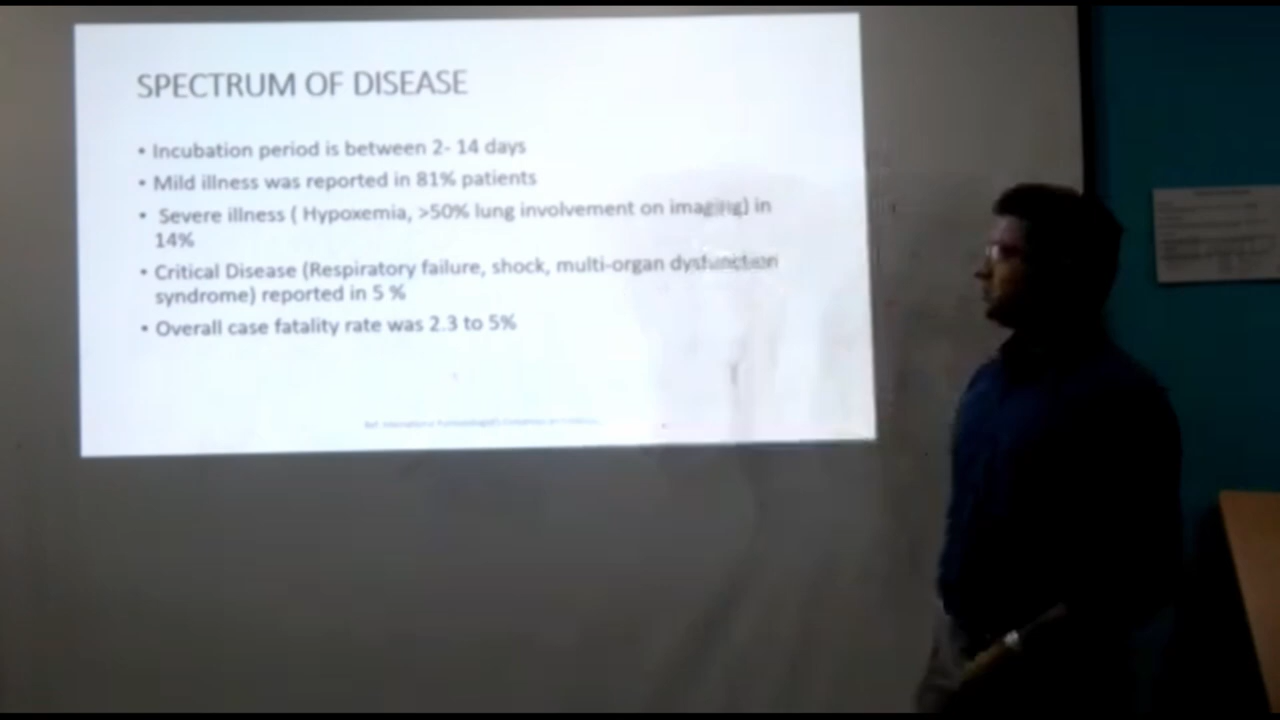 SPECTRUM OF DISEASE
• Incubation period is between 2- 14 days
• Mild illness was reported in 81% patients
• Severe illness ( Hypoxemia, >50% lung involvement on imaging) in
14%
• Critical Disease (Respiratory failure, shock, multi-organ dysfunction
syndrome) reported in 5 %
• Overall case fatality rate was 2.3 to 5%